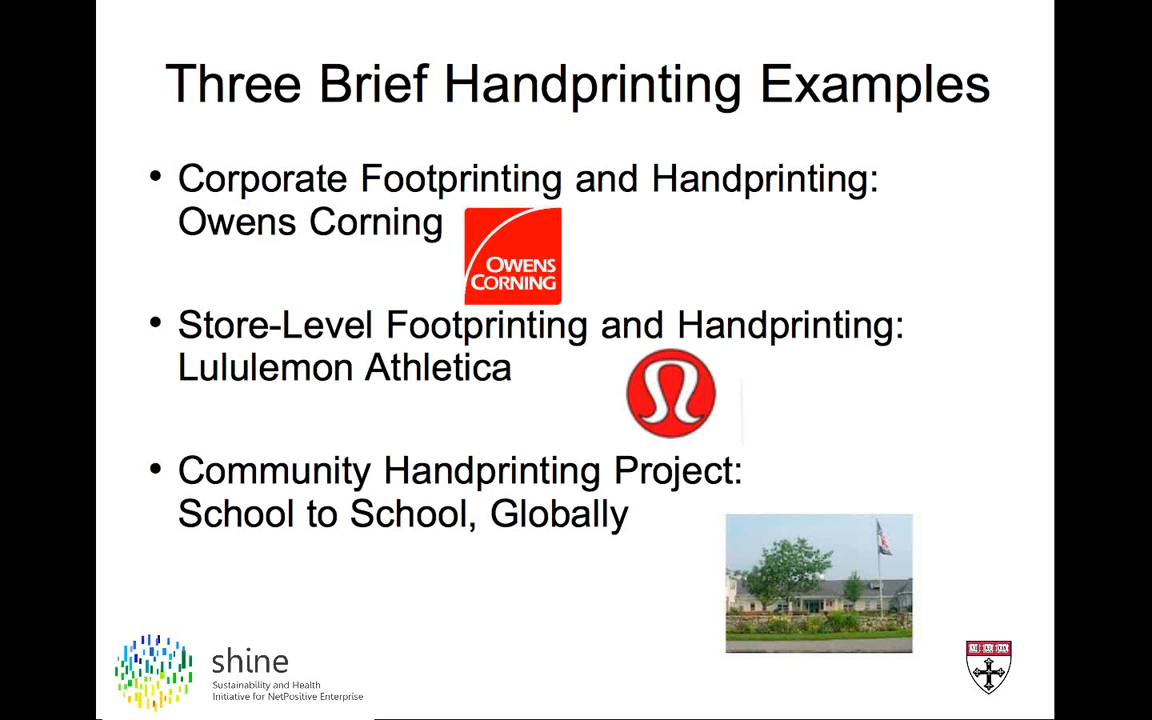 Three Brief Handprinting Examples
• Corporate Footprinting and Handprinting:
Owens Corning
OWENS
CORNING
• Store-Level Footprinting and Handprinting:
Lululemon Athletica
• Community Handprinting Project:
School to School, Globally
shine
Sustainability and Health
Initiative for NetPositive Enterprise